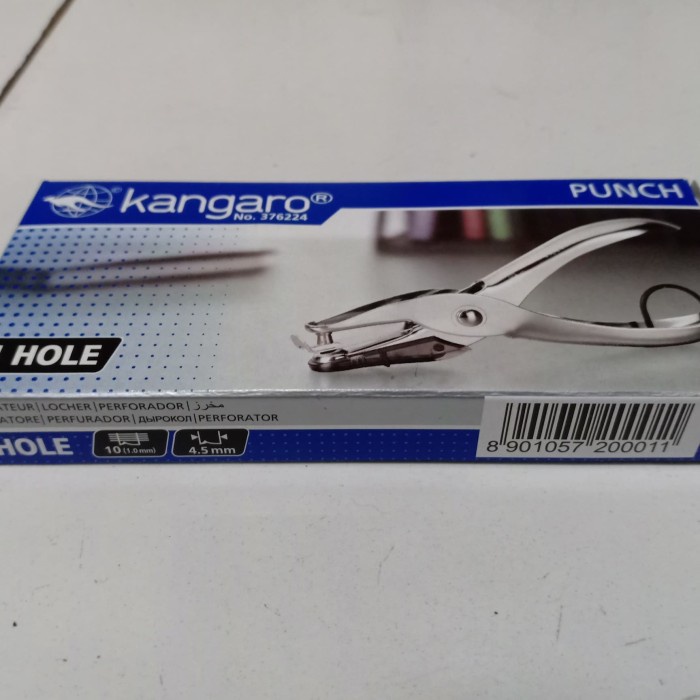 kangaro®
No. 376224
PUNCH
HOLE
ATEUR|LOCHER|PERFORADOR|مخرز
ATORE|PERFURADOR|ДЫРОКОЛ|PERFORATOR
HOLE
10 (1.0 mm)
4.5 mm
8 901057 200011